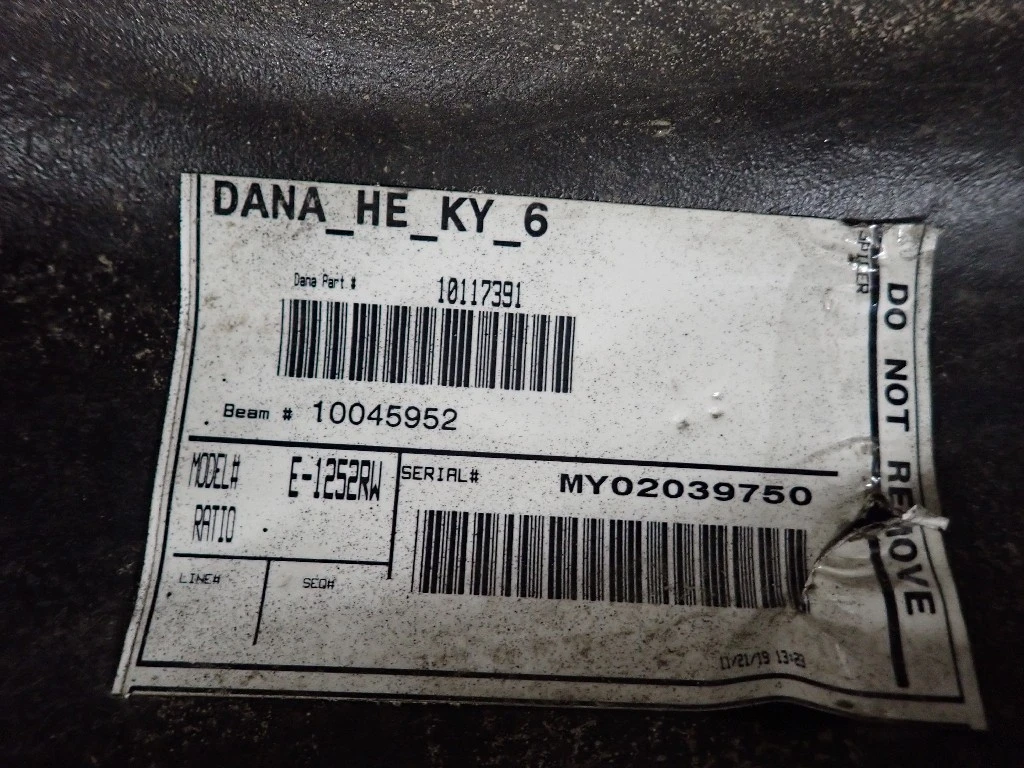 DANA_HE_KY_6
Dana Part # 10117391
Beam # 10045952
MODEL# E-1252RW
RATIO
SERIAL# MY02039750
LINE# SEQ#
11/21/19 13:23
SPICER
DO NOT REMOVE